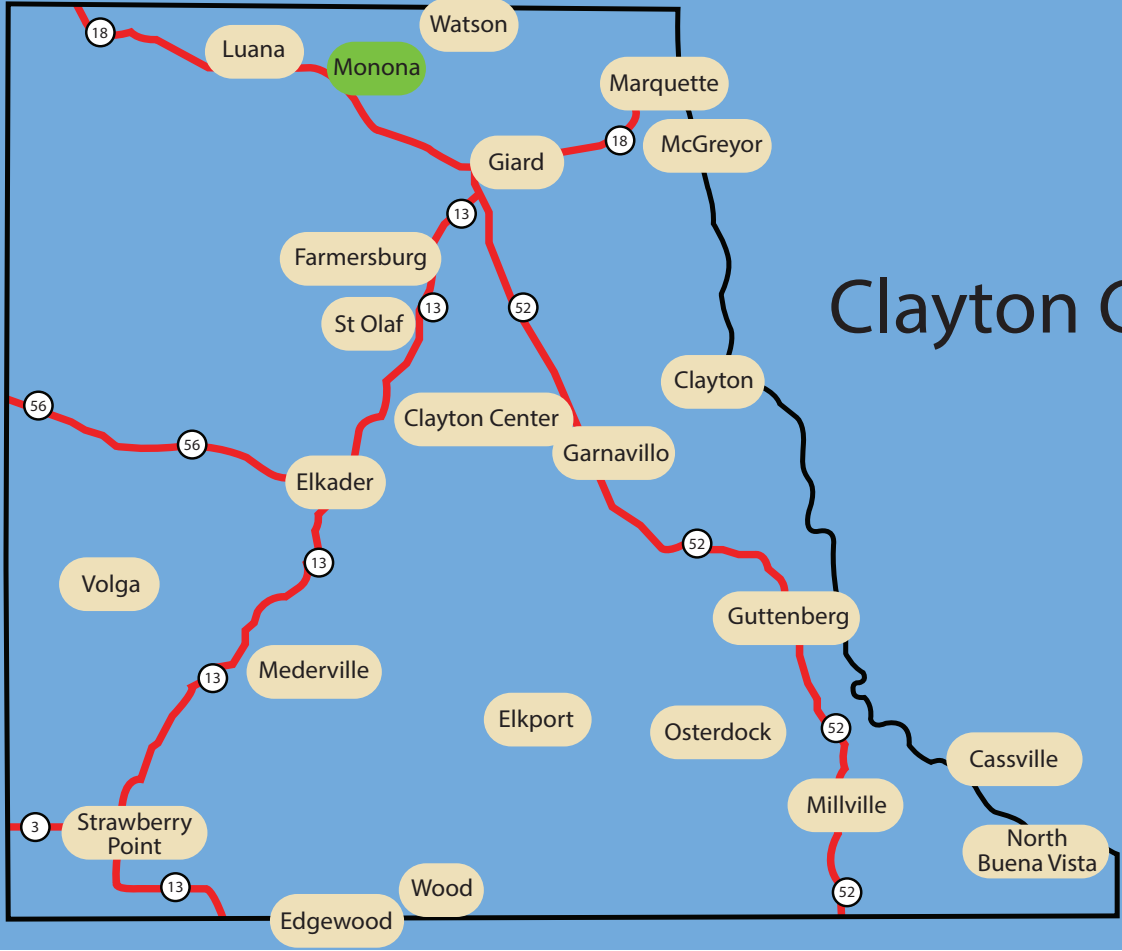 Watson
18
Luana
Monona
Marquette
18
McGreyor
Giard
13
Farmersburg
13
52
St Olaf
Clayton C
Clayton
56
Clayton Center
56
Garnavillo
Elkader
52
13
Volga
Guttenberg
Mederville
13
Elkport
Osterdock
52
Cassville
Millville
3
Strawberry
Point
North
Buena Vista
13
Wood
52
Edgewood